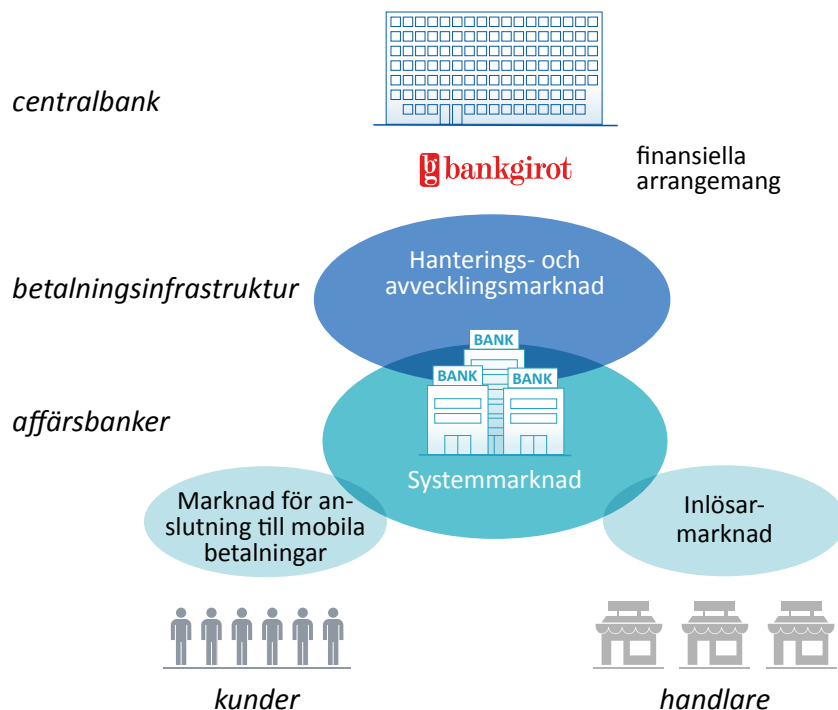 centralbank
bg bankgirot
finansiella
arrangemang
Hanterings- och
avvecklingsmarknad
betalningsinfrastruktur
BANK
BANK
BANK
affärsbanker
Systemmarknad
Marknad för an-
slutning till mobila
betalningar
Inlösar-
marknad
kunder
handlare